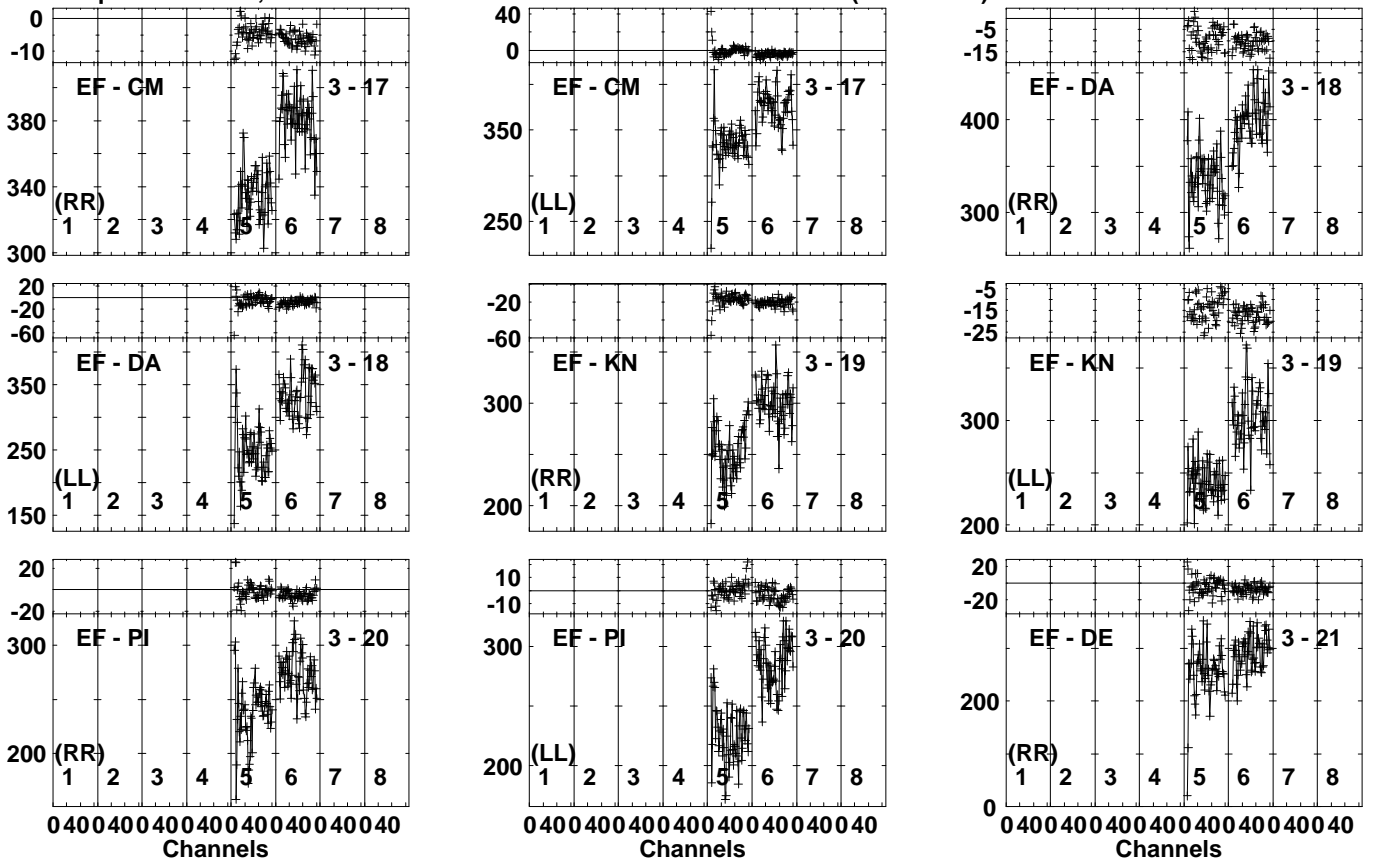 0
-10
EF - CM 3 - 17
380
340
(RR)
1 2 3 4 5 6 7 8
300
40
0
EF - CM 3 - 17
350
(LL)
250
1 2 3 4 5 6 7 8
-5
-15
EF - DA 3 - 18
400
300 (RR)
1 2 3 4 5 6 7 8
20
-20
-60
EF - DA 3 - 18
350
250
(LL)
1 2 3 4 5 6 7 8
150
-20
-60
EF - KN 3 - 19
300
(RR)
200
1 2 3 4 5 6 7 8
-5
-15
-25
EF - KN 3 - 19
300
(LL)
1 2 3 4 5 6 7 8
200
20
-20
EF - PI 3 - 20
300
200 (RR)
1 2 3 4 5 6 7 8
10
-10
EF - PI 3 - 20
300
200 (LL)
1 2 3 4 5 6 7 8
20
-20
EF - DE 3 - 21
200
(RR)
1 2 3 4 5 6 7 8
0
0 40 0 40 0 40 0 40 0 40 0 40 0 40 0 40
Channels
0 40 0 40 0 40 0 40 0 40 0 40 0 40 0 40
Channels
0 40 0 40 0 40 0 40 0 40 0 40 0 40 0 40
Channels